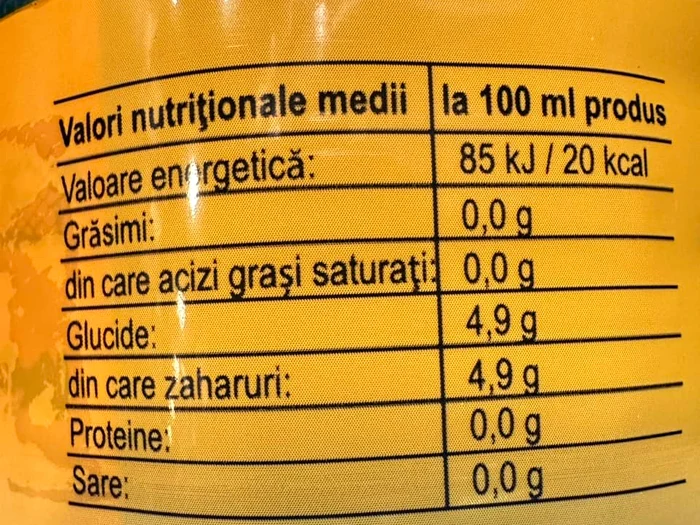 Valori nutriţionale medii la 100 ml produs
Valoare energetică: 85 kJ / 20 kcal
Grăsimi: 0,0 g
din care acizi graşi saturaţi: 0,0 g
Glucide: 4,9 g
din care zaharuri: 4,9 g
Proteine: 0,0 g
Sare: 0,0 g